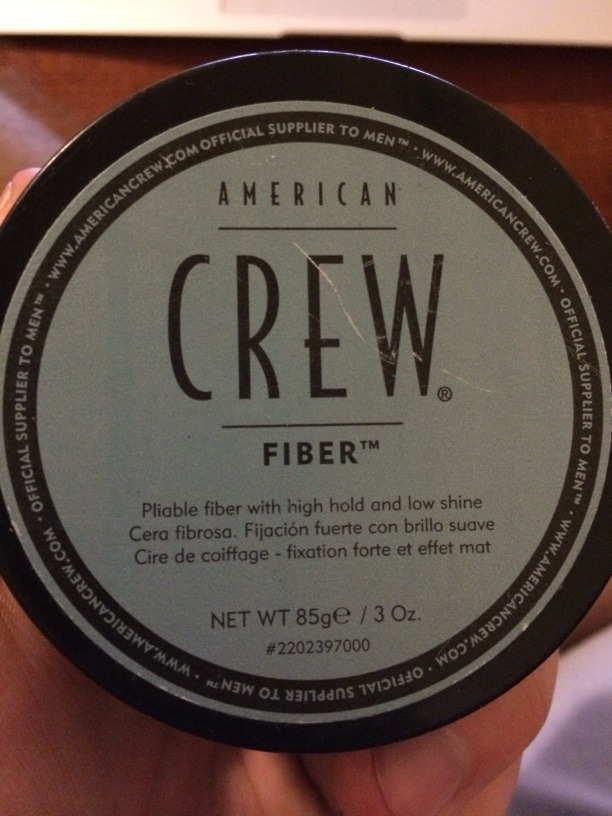 AMERICAN
CREW®
FIBER™
Pliable fiber with high hold and low shine
Cera fibrosa. Fijación fuerte con brillo suave
Cire de coiffage - fixation forte et effet mat
NET WT 85g℮ / 3 Oz.
#2202397000
OFFICIAL SUPPLIER TO MEN™ · WWW.AMERICANCREW.COM · OFFICIAL SUPPLIER TO MEN™ · WWW.AMERICANCREW.COM · OFFICIAL SUPPLIER TO MEN™ · WWW.AMERICANCREW.COM · OFFICIAL SUPPLIER TO MEN™ · WWW.AMERICANCREW.COM